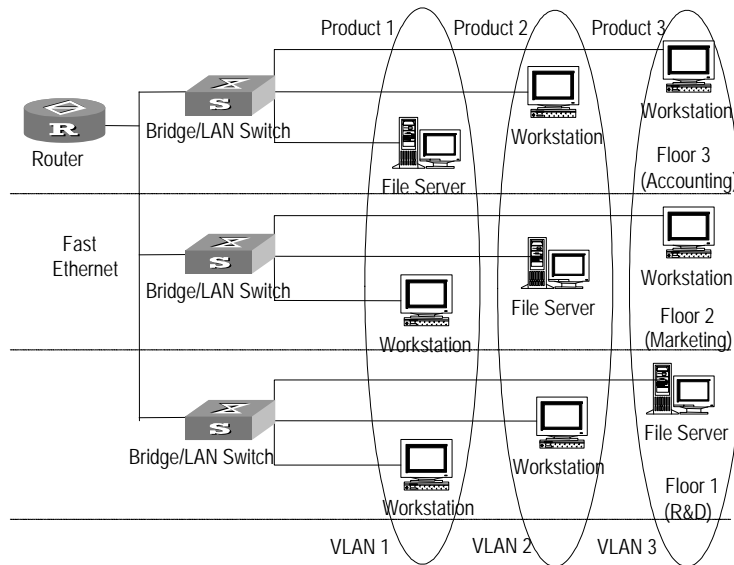 Product 1 Product 2 Product 3
R
Router
S
Bridge/LAN Switch
File Server
Workstation
Workstation
Floor 3
(Accounting)
Fast
Ethernet
S
Bridge/LAN Switch
Workstation
File Server
Workstation
Floor 2
(Marketing)
S
Bridge/LAN Switch
Workstation
Workstation
File Server
Floor 1
(R&D)
VLAN 1 VLAN 2 VLAN 3